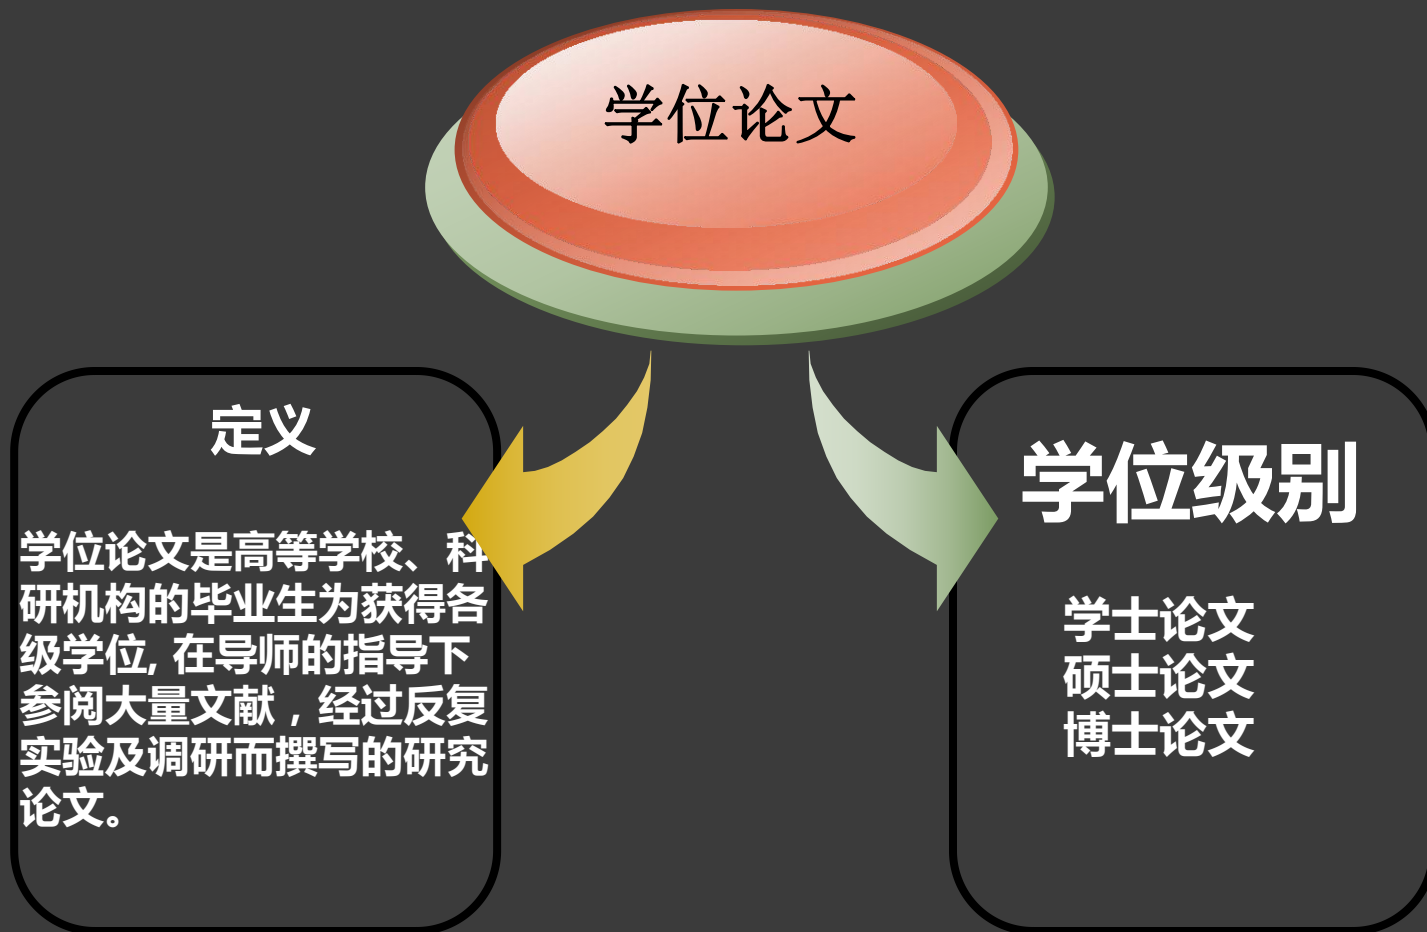 学位论文
定义
学位论文是高等学校、科
研机构的毕业生为获得各
级学位, 在导师的指导下
参阅大量文献，经过反复
实验及调研而撰写的研究
论文。
学位级别
学士论文
硕士论文
博士论文